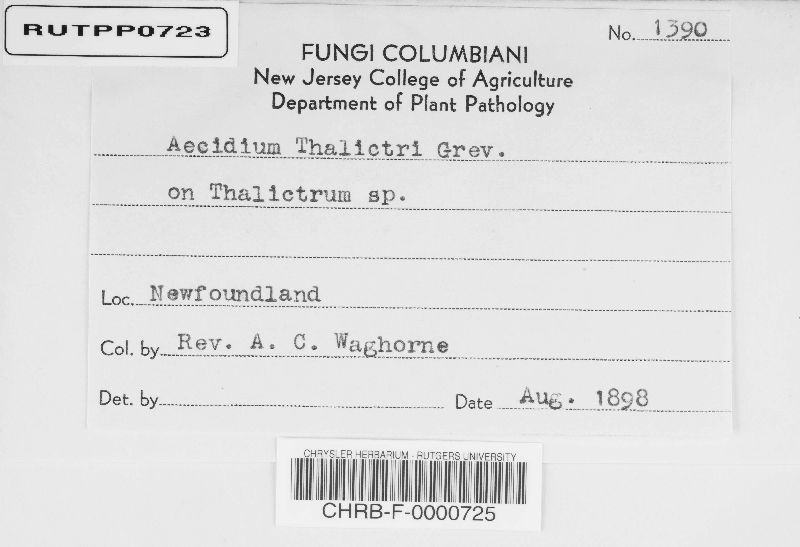 RUTPP0723
No. 1390
FUNGI COLUMBIANI
New Jersey College of Agriculture
Department of Plant Pathology
Aecidium Thalictri Grev.
on Thalictrum sp.
Loc. Newfoundland
Col. by Rev. A. C. Waghorne
Det. by
Date Aug. 1898
CHRYSLER HERBARIUM - RUTGERS UNIVERSITY
CHRB-F-0000725